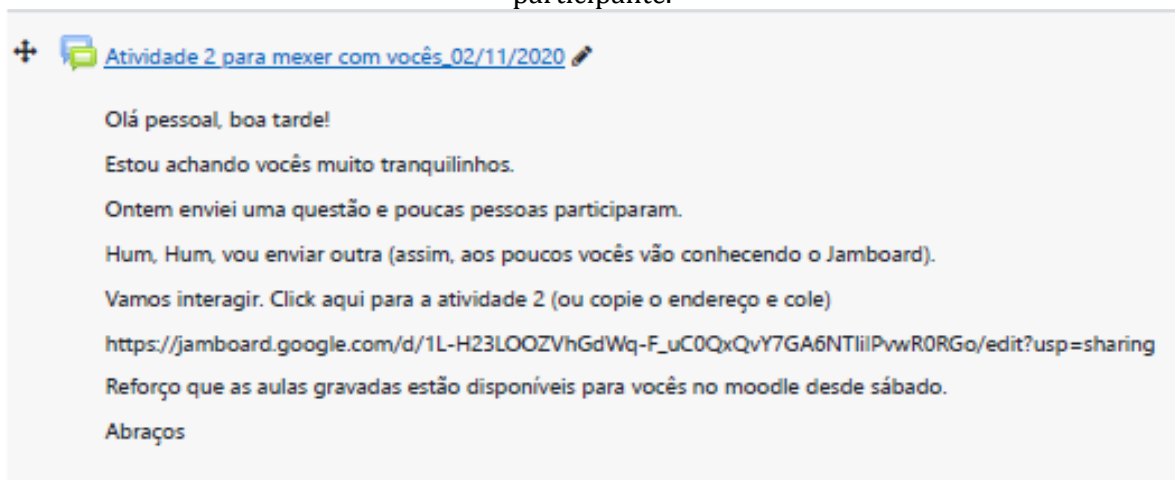 participante.
Atividade 2 para mexer com vocês_02/11/2020
Olá pessoal, boa tarde!
Estou achando vocês muito tranquilinhos.
Ontem enviei uma questão e poucas pessoas participaram.
Hum, Hum, vou enviar outra (assim, aos poucos vocês vão conhecendo o Jamboard).
Vamos interagir. Click aqui para a atividade 2 (ou copie o endereço e cole)
https://jamboard.google.com/d/1L-H23LOOZVhGdWq-F_uC0QxQvY7GA6NTlilPvwR0RGo/edit?usp=sharing
Reforço que as aulas gravadas estão disponíveis para vocês no moodle desde sábado.
Abraços